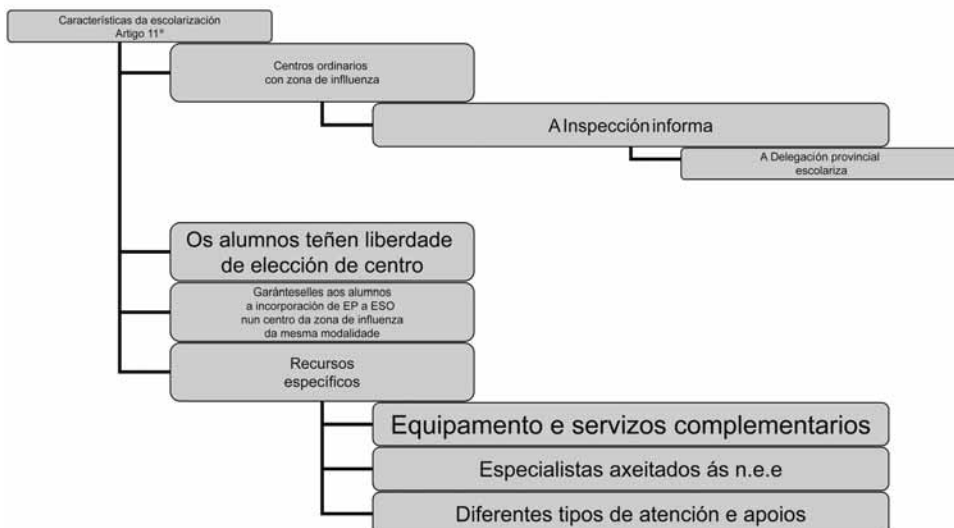 Características da escolarización
Artigo 11º
Centros ordinarios
con zona de inflluenza
A Inspección informa
A Delegación provincial
escolariza
Os alumnos teñen liberdade
de elección de centro
Garánteselles aos alumnos
a incorporación de EP a ESO
nun centro da zona de influenza
da mesma modalidade
Recursos
específicos
Equipamento e servizos complementarios
Especialistas axeitados ás n.e.e
Diferentes tipos de atención e apoios